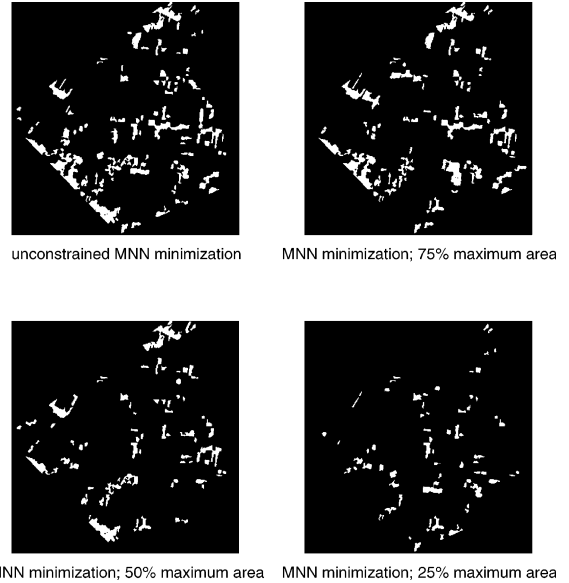 unconstrained MNN minimization
MNN minimization; 75% maximum area
NN minimization; 50% maximum area
MNN minimization; 25% maximum area